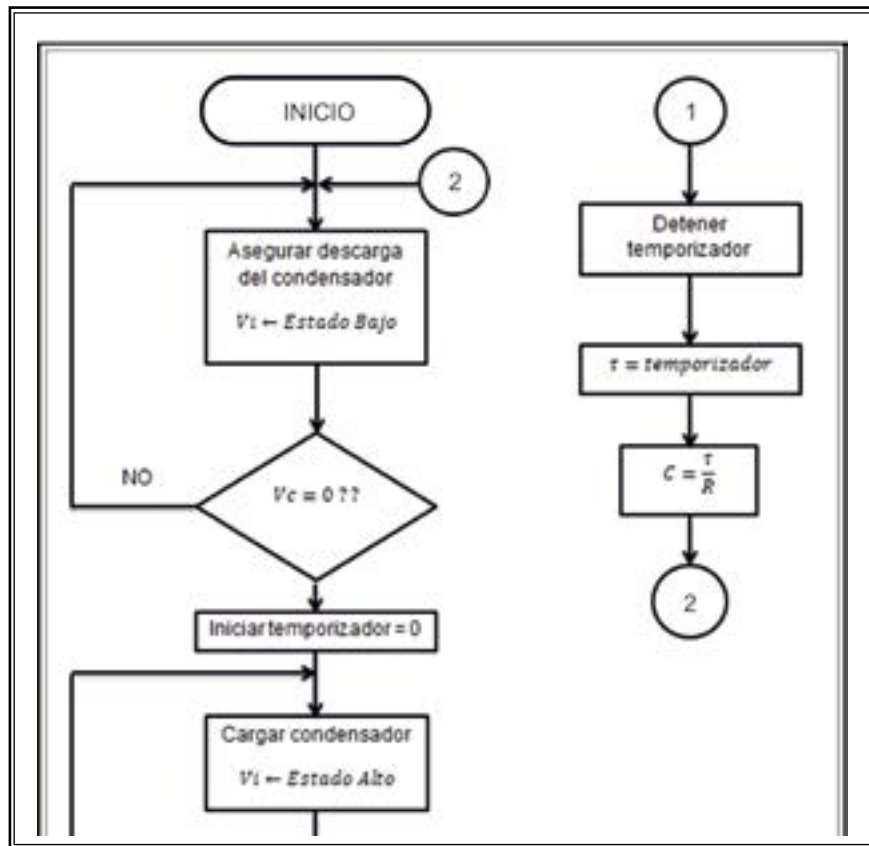 INICIO
2
Asegurar descarga
del condensador
Vi ← Estado Bajo
NO
Vc = 0 ??
Iniciar temporizador = 0
Cargar condensador
Vi ← Estado Alto
1
Detener
temporizador
τ = temporizador
C = τ/R
2